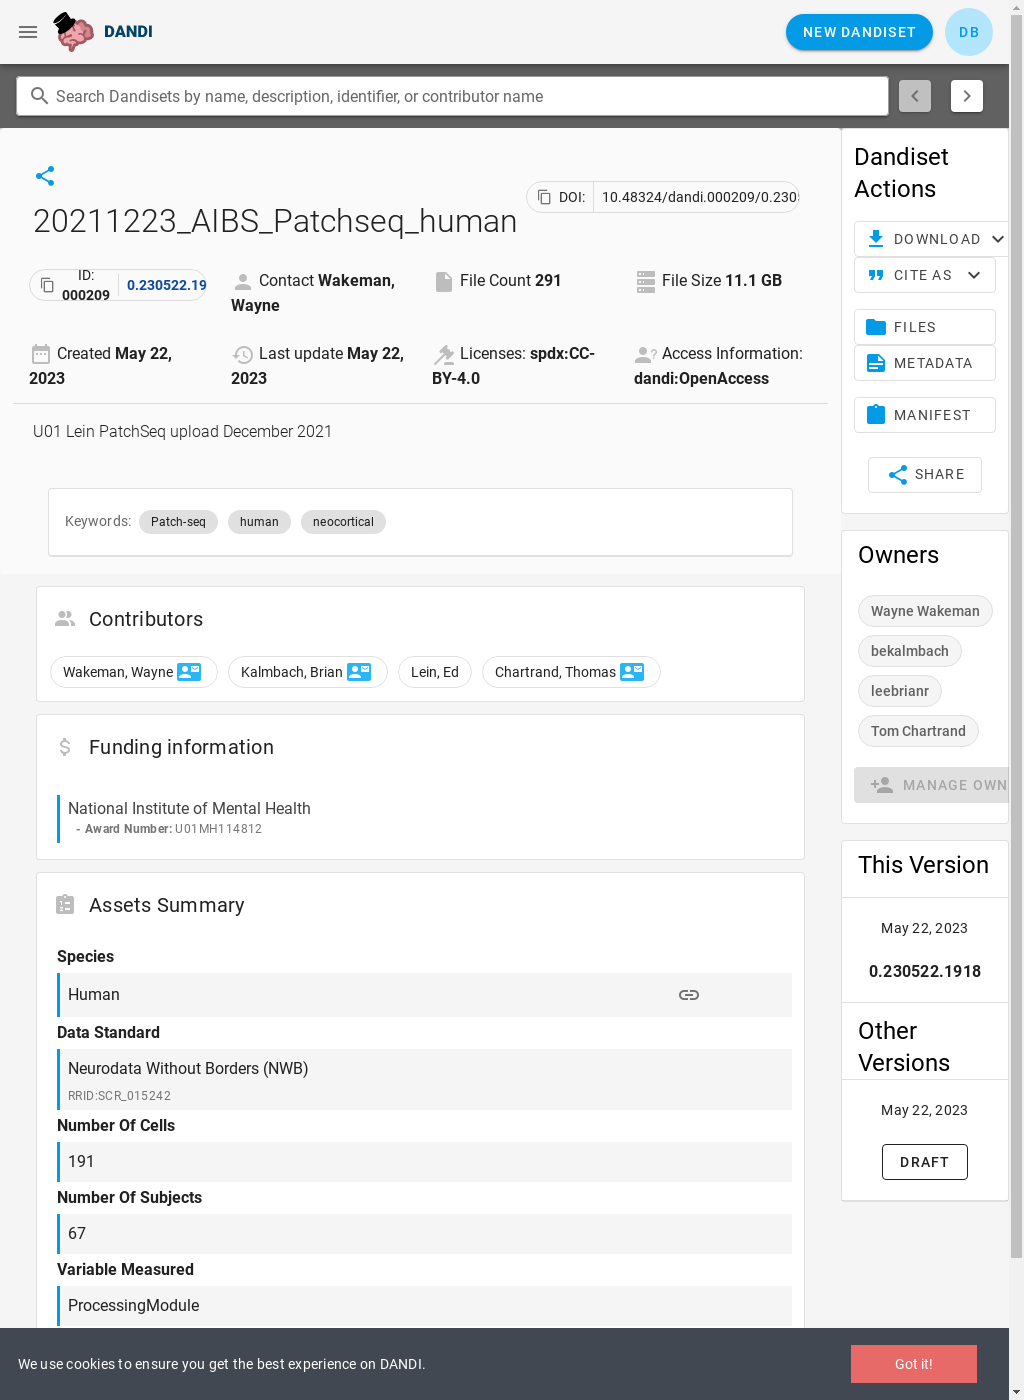 DANDI
NEW DANDISET
DB
Search Dandisets by name, description, identifier, or contributor name
20211223_AIBS_Patchseq_human
DOI: 10.48324/dandi.000209/0.230
ID: 000209 0.230522.19
Contact Wakeman, Wayne
File Count 291
File Size 11.1 GB
Created May 22, 2023
Last update May 22, 2023
Licenses: spdx:CC-BY-4.0
Access Information: dandi:OpenAccess
U01 Lein PatchSeq upload December 2021
Keywords: Patch-seq human neocortical
Contributors
Wakeman, Wayne Kalmbach, Brian Lein, Ed Chartrand, Thomas
Funding information
National Institute of Mental Health
- Award Number: U01MH114812
Assets Summary
Species
Human
Data Standard
Neurodata Without Borders (NWB)
RRID:SCR_015242
Number Of Cells
191
Number Of Subjects
67
Variable Measured
ProcessingModule
Dandiset
Actions
DOWNLOAD
CITE AS
FILES
METADATA
MANIFEST
SHARE
Owners
Wayne Wakeman
bekalmbach
leebrianr
Tom Chartrand
MANAGE OWN
This Version
May 22, 2023
0.230522.1918
Other
Versions
May 22, 2023
DRAFT
We use cookies to ensure you get the best experience on DANDI.
Got it!